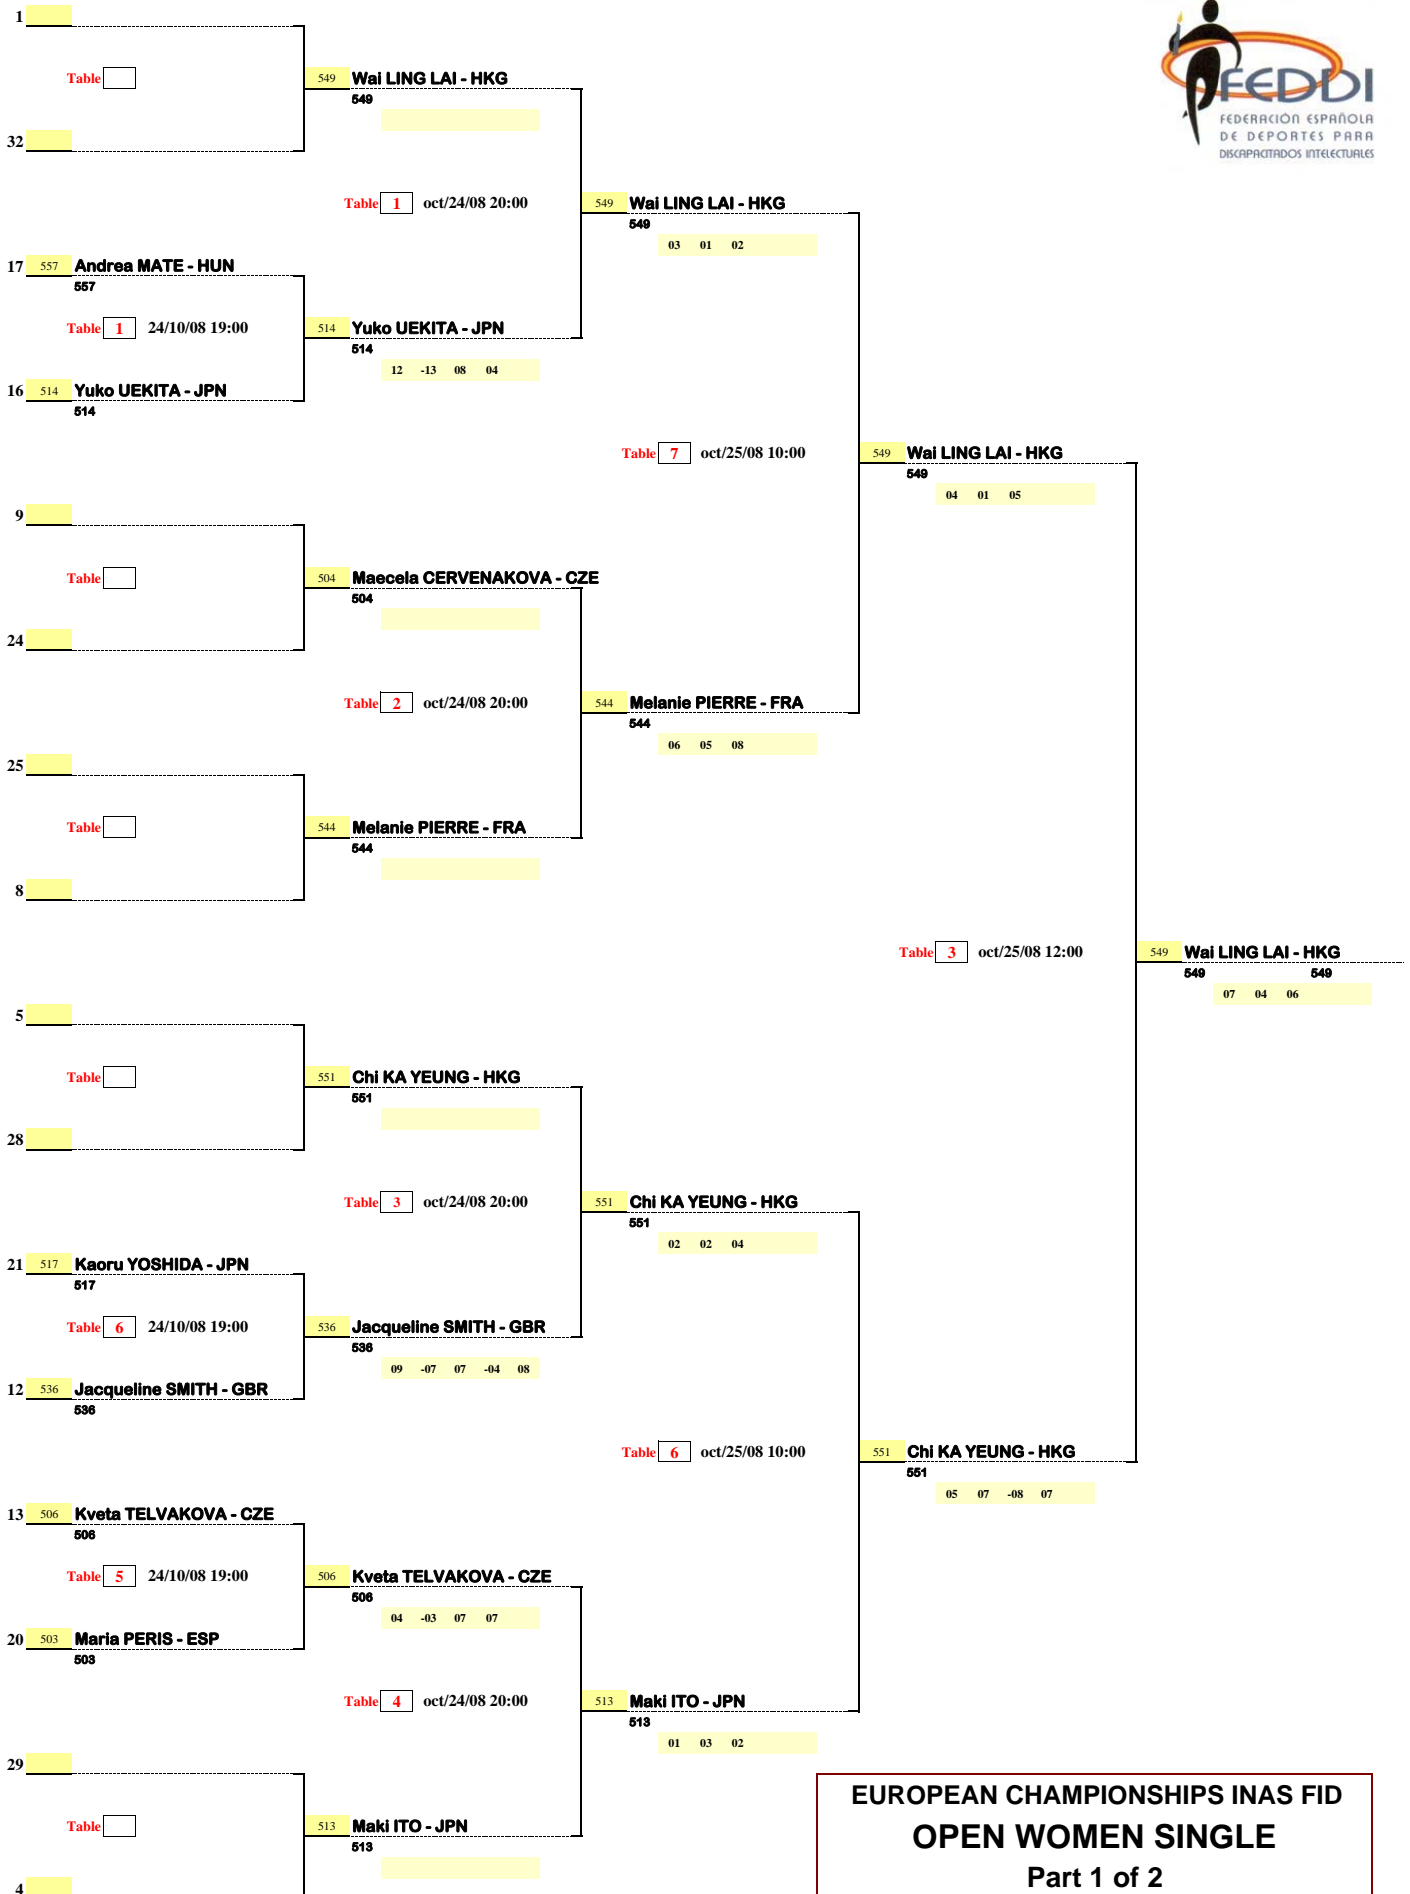 1
FEDDI
FEDERACIÓN ESPAÑOLA
DE DEPORTES PARA
DISCAPACITADOS INTELECTUALES
Table
549 Wai LING LAI - HKG
549
32
Table 1 oct/24/08 20:00
549 Wai LING LAI - HKG
549
03 01 02
17 557 Andrea MATE - HUN
557
Table 1 24/10/08 19:00
514 Yuko UEKITA - JPN
514
12 -13 08 04
16 514 Yuko UEKITA - JPN
514
Table 7 oct/25/08 10:00
549 Wai LING LAI - HKG
549
04 01 05
9
Table
504 Maecela CERVENAKOVA - CZE
504
24
Table 2 oct/24/08 20:00
544 Melanie PIERRE - FRA
544
06 05 08
25
Table
544 Melanie PIERRE - FRA
544
8
Table 3 oct/25/08 12:00
549 Wai LING LAI - HKG
549 549
07 04 06
5
Table
551 Chi KA YEUNG - HKG
551
28
Table 3 oct/24/08 20:00
551 Chi KA YEUNG - HKG
551
02 02 04
21 517 Kaoru YOSHIDA - JPN
517
Table 6 24/10/08 19:00
536 Jacqueline SMITH - GBR
536
09 -07 07 -04 08
12 536 Jacqueline SMITH - GBR
536
Table 6 oct/25/08 10:00
551 Chi KA YEUNG - HKG
551
05 07 -08 07
13 506 Kveta TELVAKOVA - CZE
506
Table 5 24/10/08 19:00
506 Kveta TELVAKOVA - CZE
506
04 -03 07 07
20 503 Maria PERIS - ESP
503
Table 4 oct/24/08 20:00
513 Maki ITO - JPN
513
01 03 02
29
Table
513 Maki ITO - JPN
513
4
EUROPEAN CHAMPIONSHIPS INAS FID
OPEN WOMEN SINGLE
Part 1 of 2